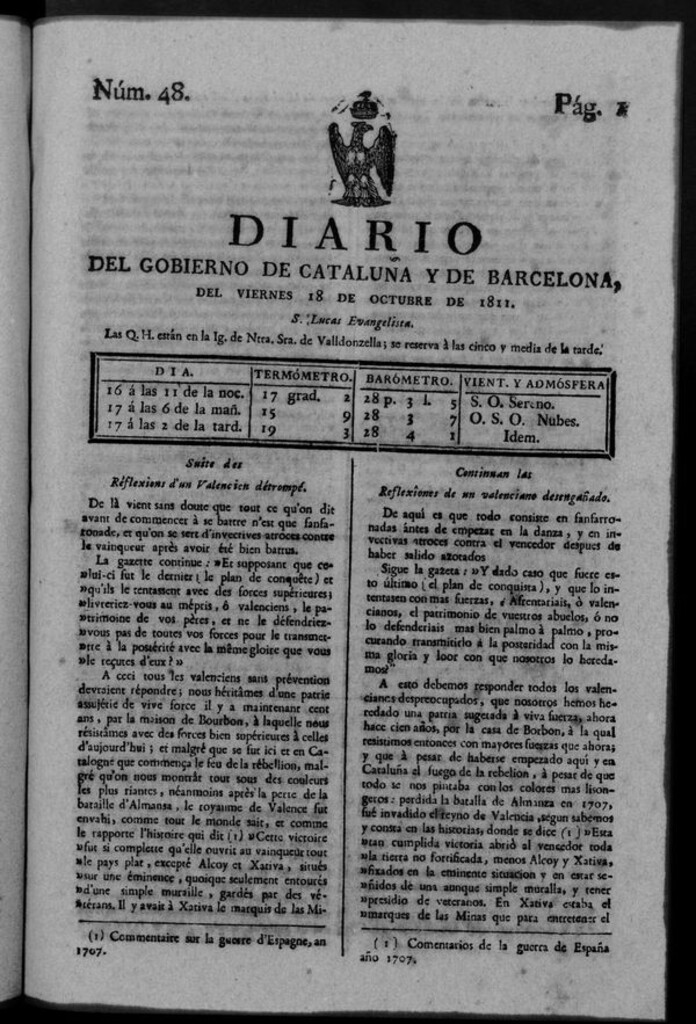 Núm. 48.
Pág.
DIARIO
DEL GOBIERNO DE CATALUÑA Y DE BARCELONA,
DEL VIERNES 18 DE OCTUBRE DE 1811.
S. Lucas Evangelista.
Las Q. H. están en la Ig. de Ntra. Sra. de Valldonzella; se reserva à las cinco y media de la tarde.
DIA. TERMÓMETRO. BARÓMETRO. VIENT. Y ADMÓSFERA
16 á las 11 de la noc. 17 grad. 2 28 p. 3 l. 5 S. O. Sereno.
17 á las 6 de la mañ. 15 9 28 3 7 O. S. O. Nubes.
17 á las 2 de la tard. 19 3 28 4 1 Idem.
Suite des
Réflexions d'un Valencien détrompé.
De là vient sans doute que tout ce qu'on dit
avant de commencer à se battre n'est que fanfa-
ronade, et qu'on se sert d'invectives atroces contre
le vainqueur après avoir été bien battus.
La gazette continue: »Et supposant que ce-
»lui-ci fut le dernier (le plan de conquête) et
»qu'ils le tentassent avec des forces supérieures;
»livreriez-vous au mépris, ô valenciens, le pa-
»trimoine de vos pères, et ne le défendriez-
»vous pas de toutes vos forces pour le transmet-
»tre à la postérité avec la même gloire que vous
»le reçutes d'eux?»
A ceci tous les valenciens sans prévention
devraient répondre; nous héritâmes d'une patrie
assujétie de vive force il y a maintenant cent
ans, par la maison de Bourbon, à laquelle nous
résistâmes avec des forces bien supérieures à celles
d'aujourd'hui; et malgré que se fut ici et en Ca-
talogne que commença le feu de la rébellion, mal-
gré qu'on nous montrât tout sous des couleurs
les plus riantes, néanmoins après la perte de la
bataille d'Almansa, le royaume de Valence fut
envahi, comme tout le monde sait, et comme
le rapporte l'histoire qui dit (1) »Cette victoire
»fut si complette qu'elle ouvrit au vainqueur tout
»le pays plat, excepté Alcoy et Xativa, situés
»sur une éminence, quoique seulement entourés
»d'une simple muraille, gardés par des vé-
»térans. Il y avait à Xativa le marquis de las Mi-
(1) Commentaire sur la guerre d'Espagne, an
1707.
Continuan las
Reflexiones de un valenciano desengañado.
De aqui es que todo consiste en fanfarro-
nadas ántes de empezar en la danza, y en in-
vectivas atroces contra el vencedor despues de
haber salido azotados
Sigue la gazeta: »Y dado caso que fuere es-
to último (el plan de conquista), y que lo in-
tentasen con mas fuerzas, ¿ Afrentariais, ó valen-
cianos, el patrimonio de vuestros abuelos, ó no
lo defenderiais mas bien palmo à palmo, pro-
curando transmitirlo á la posteridad con la mis-
ma gloria y loor con que nosotros lo hereda-
mos?"
A esto debemos responder todos los valen-
cianos despreocupados, que nosotros hemos he-
redado una patria sugetada à viva fuerza, ahora
hace cien años, por la casa de Borbon, à la qual
resistimos entonces con mayores fuerzas que ahora;
y que à pesar de haberse empezado aqui y en
Cataluña el fuego de la rebelion, à pesar de que
todo se nos pintaba con los colores mas lison-
geros: perdida la batalla de Almanza en 1707,
fué invadido el reyno de Valencia, segun sabemos
y consta en las historias, donde se dice (1) »Esta
»tan cumplida victoria abrió al vencedor toda
»la tierra no fortificada, menos Alcoy y Xativa,
»fixados en la eminente situacion y en estar se-
»ñidos de una aunque simple muralla, y tener
»presidio de veteranos. En Xativa estaba el
»marques de las Minas que para entretener el
(1) Comentarios de la guerra de España
año 1707.